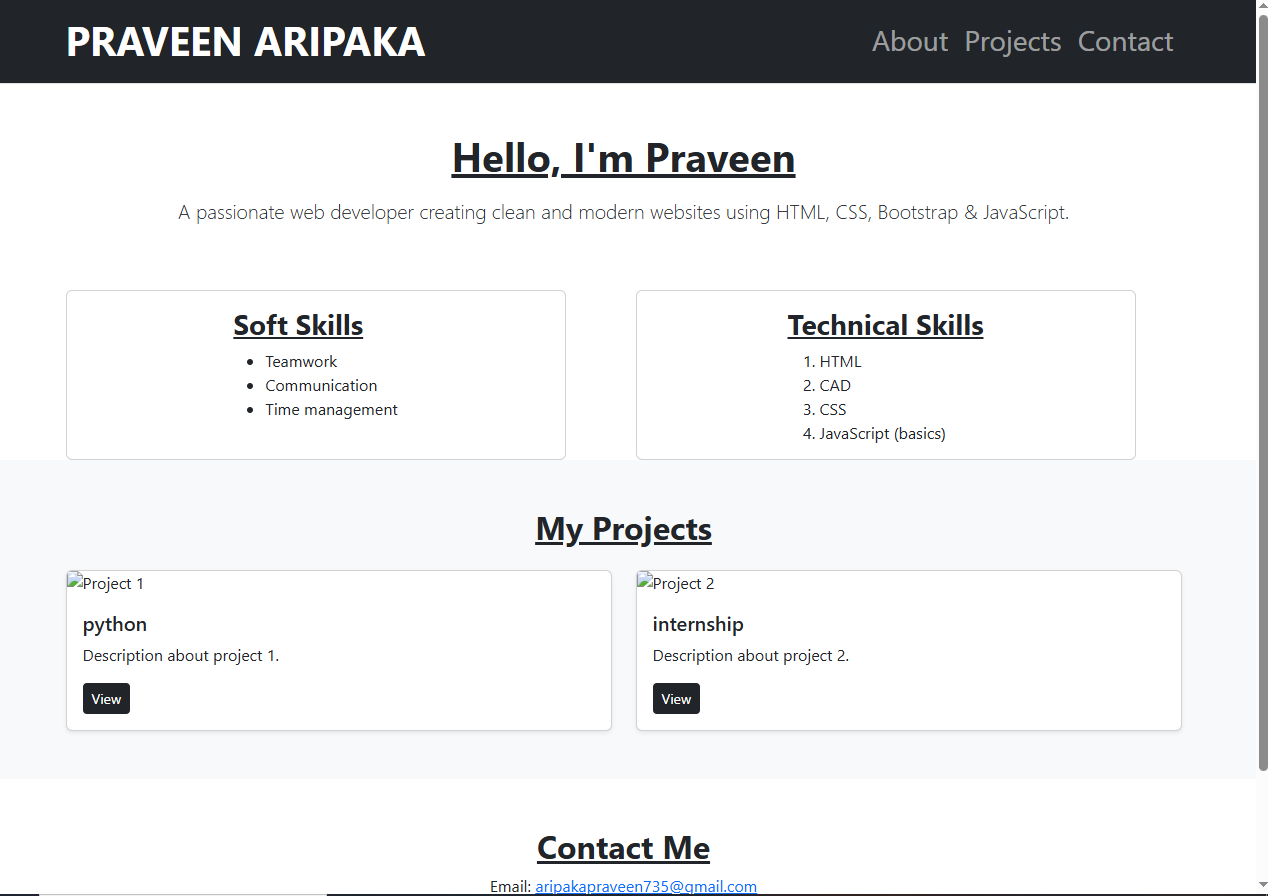 PRAVEEN ARIPAKA
About Projects Contact
Hello, I'm Praveen
A passionate web developer creating clean and modern websites using HTML, CSS, Bootstrap & JavaScript.
Soft Skills
• Teamwork
• Communication
• Time management
Technical Skills
1. HTML
2. CAD
3. CSS
4. JavaScript (basics)
My Projects
Project 1
python
Description about project 1.
View
Project 2
internship
Description about project 2.
View
Contact Me
Email: aripakapraveen735@gmail.com